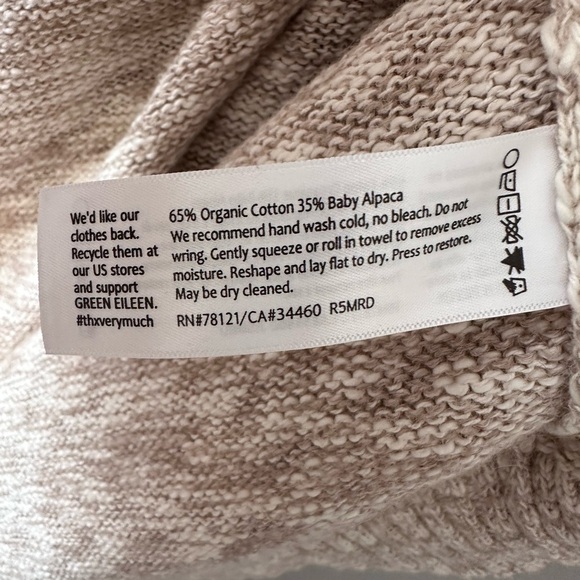 We'd like our
clothes back.
Recycle them at
our US stores
and support
GREEN EILEEN.
#thxverymuch
65% Organic Cotton 35% Baby Alpaca
We recommend hand wash cold, no bleach. Do not
wring. Gently squeeze or roll in towel to remove excess
moisture. Reshape and lay flat to dry. Press to restore.
May be dry cleaned.
RN#78121/CA#34460 R5MRD